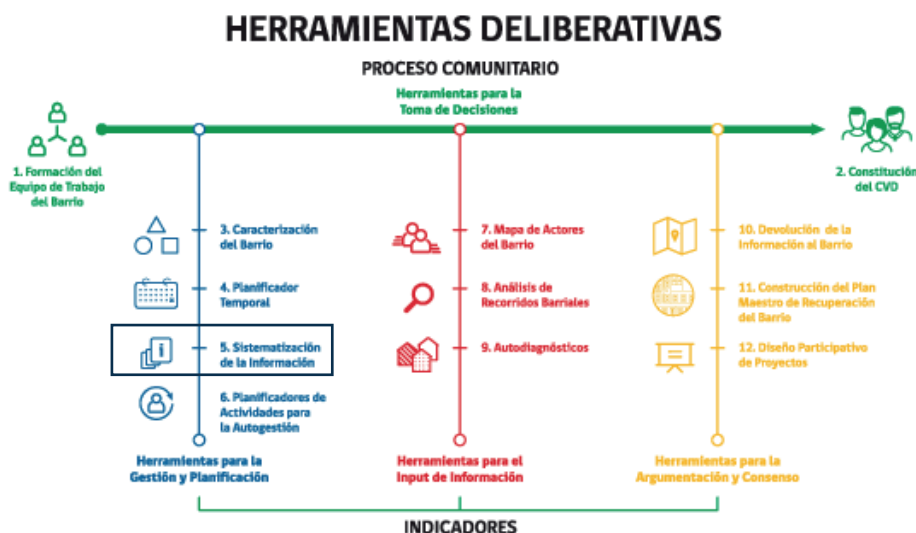 HERRAMIENTAS DELIBERATIVAS
PROCESO COMUNITARIO
Herramientas para la
Toma de Decisiones
1. Formación del
Equipo de Trabajo
del Barrio
2. Constitución
del CVD
3. Caracterización
del Barrio
4. Planificador
Temporal
5. Sistematización
de la Información
6. Planificadores de
Actividades para
la Autogestión
Herramientas para la
Gestión y Planificación
7. Mapa de Actores
del Barrio
8. Análisis de
Recorridos Barriales
9. Autodiagnósticos
Herramientas para el
Input de Información
10. Devolución de la
Información al Barrio
11. Construcción del Plan
Maestro de Recuperación
del Barrio
12. Diseño Participativo
de Proyectos
Herramientas para la
Argumentación y Consenso
INDICADORES